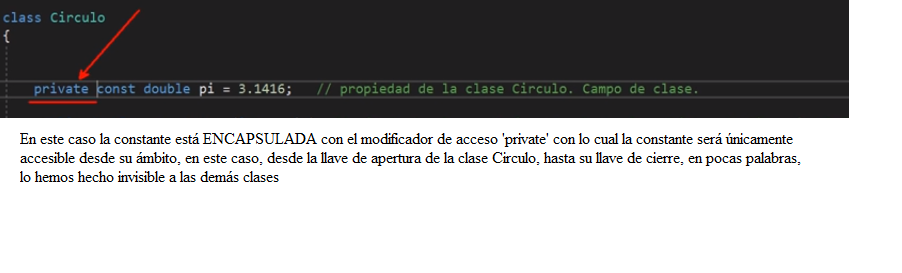 class Circulo
{
private const double pi = 3.1416;   // propiedad de la clase Circulo. Campo de clase.
En este caso la constante está ENCAPSULADA con el modificador de acceso 'private' con lo cual la constante será únicamente
accesible desde su ámbito, en este caso, desde la llave de apertura de la clase Circulo, hasta su llave de cierre, en pocas palabras,
lo hemos hecho invisible a las demás clases